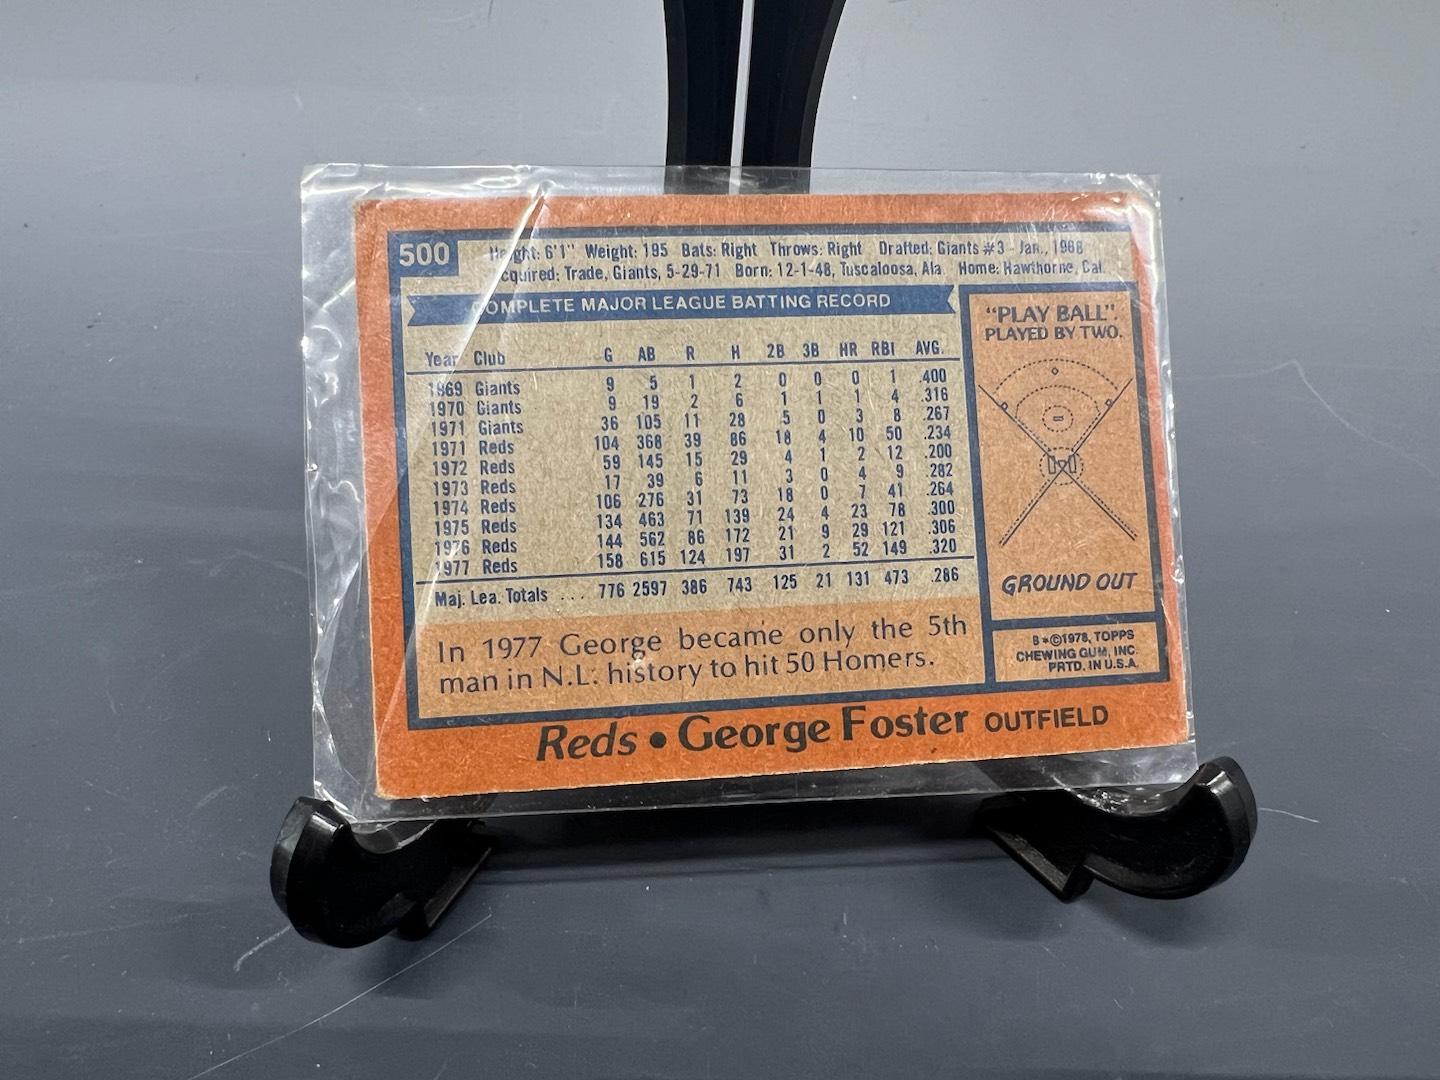 500
Height: 6'1" Weight: 195 Bats: Right Throws: Right Drafted: Giants #3 - Jan., 1968
Acquired: Trade, Giants, 5-29-71 Born: 12-1-48, Tuscaloosa, Ala. Home: Hawthorne, Cal.
COMPLETE MAJOR LEAGUE BATTING RECORD
Year Club G AB R H 2B 3B HR RBI AVG.
1969 Giants 9 5 1 2 0 0 0 1 .400
1970 Giants 9 19 2 6 1 1 1 4 .316
1971 Giants 36 105 11 28 5 0 3 8 .267
1971 Reds 104 368 39 86 18 4 10 50 .234
1972 Reds 59 145 15 29 4 1 2 12 .200
1973 Reds 17 39 6 11 3 0 4 9 .282
1974 Reds 106 276 31 73 18 0 7 41 .264
1975 Reds 134 463 71 139 24 4 23 78 .300
1976 Reds 144 562 86 172 21 9 29 121 .306
1977 Reds 158 615 124 197 31 2 52 149 .320
Maj. Lea. Totals ... 776 2597 386 743 125 21 131 473 .286
In 1977 George became only the 5th
man in N.L. history to hit 50 Homers.
"PLAY BALL".
PLAYED BY TWO.
GROUND OUT
B*©1978, TOPPS
CHEWING GUM, INC.
PRTD. IN U.S.A.
Reds • George Foster OUTFIELD